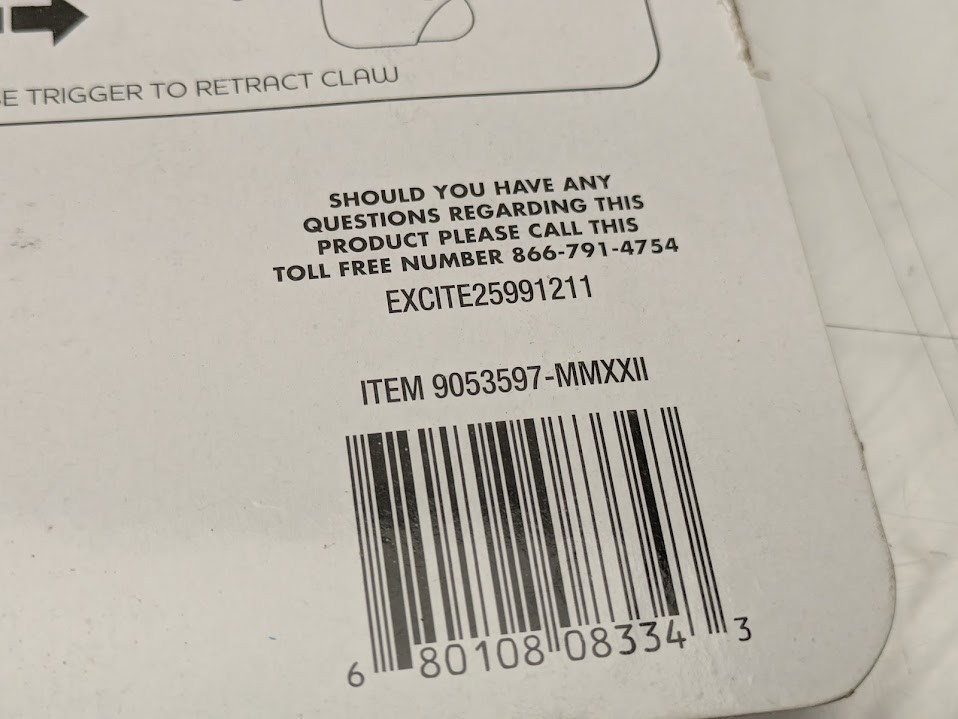 E TRIGGER TO RETRACT CLAW
SHOULD YOU HAVE ANY
QUESTIONS REGARDING THIS
PRODUCT PLEASE CALL THIS
TOLL FREE NUMBER 866-791-4754
EXCITE25991211
ITEM 9053597-MMXXII
6 80108 08334 3